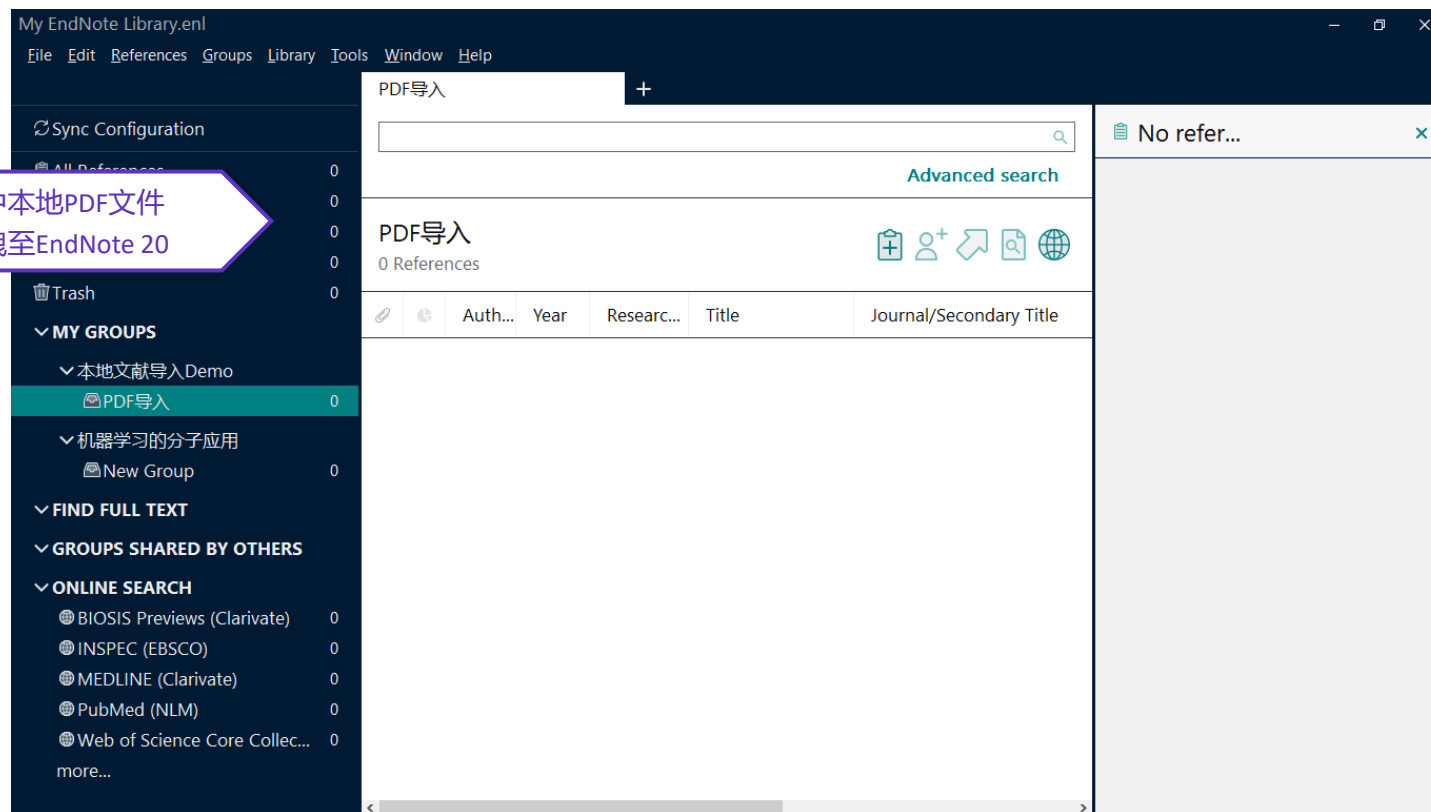 My EndNote Library.enl
File Edit References Groups Library Tools Window Help
PDF导入
Sync Configuration
No refer...
All References 0
Advanced search
本地PDF文件 0
至EndNote 20 0
0
PDF导入
0 References
Trash 0
Auth... Year Researc... Title Journal/Secondary Title
MY GROUPS
本地文献导入Demo
PDF导入 0
机器学习的分子应用
New Group 0
FIND FULL TEXT
GROUPS SHARED BY OTHERS
ONLINE SEARCH
BIOSIS Previews (Clarivate) 0
INSPEC (EBSCO) 0
MEDLINE (Clarivate) 0
PubMed (NLM) 0
Web of Science Core Collec... 0
more...